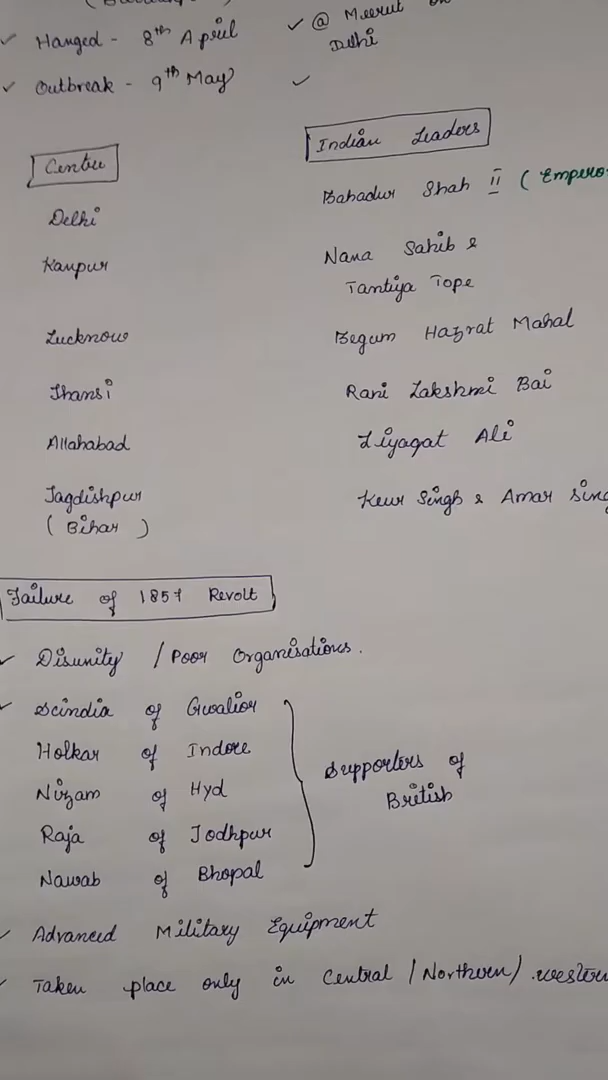 ✓ Hanged - 8th April
✓ @ Meerut
Delhi
✓ Outbreak - 9th May
✓
Centre
Indian Leaders
Delhi
Bahadur Shah II (Empero
Kanpur
Nana Sahib &
Tantiya Tope
Lucknow
Begum Hazrat Mahal
Jhansi
Rani Lakshmi Bai
Allahabad
Liyaqat Ali
Jagdishpur
(Bihar)
Singh & Amar Sing
Failure of 1857 Revolt
✓ Disunity / Poor Organisations.
✓ Scindia of Gwalior
Holkar of Indore
Nizam of Hyd
Raja of Jodhpur
Nawab of Bhopal
Supporters of
British
✓ Advanced Military Equipment
✓ Taken place only in Central / Northern / western